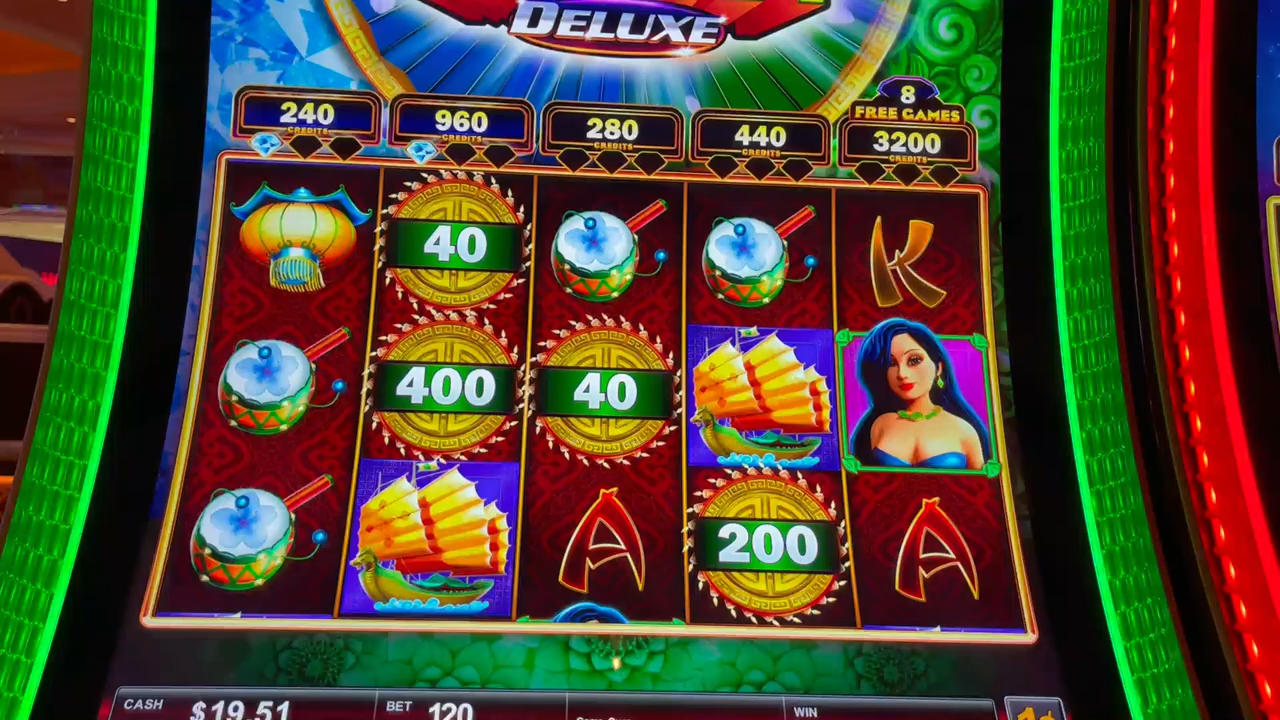 DELUXE
240
CREDITS
960
CREDITS
280
CREDITS
440
CREDITS
8
FREE GAMES
3200
CREDITS
40
K
400
40
A
200
A
CASH $19.51
BET 120
WIN
1¢